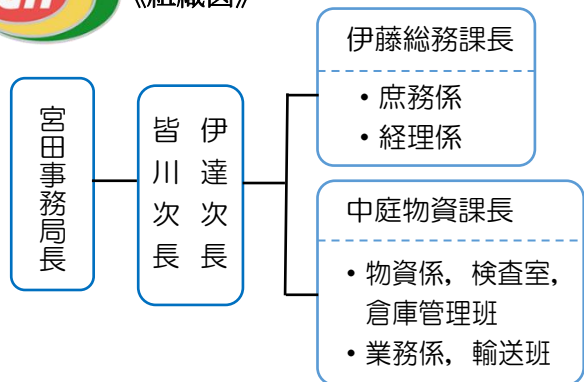 《組織図》
宮田事務局長
伊達次長
皆川次長
伊藤総務課長
・庶務係
・経理係
中庭物資課長
・物資係，検査室，
倉庫管理班
・業務係，輸送班